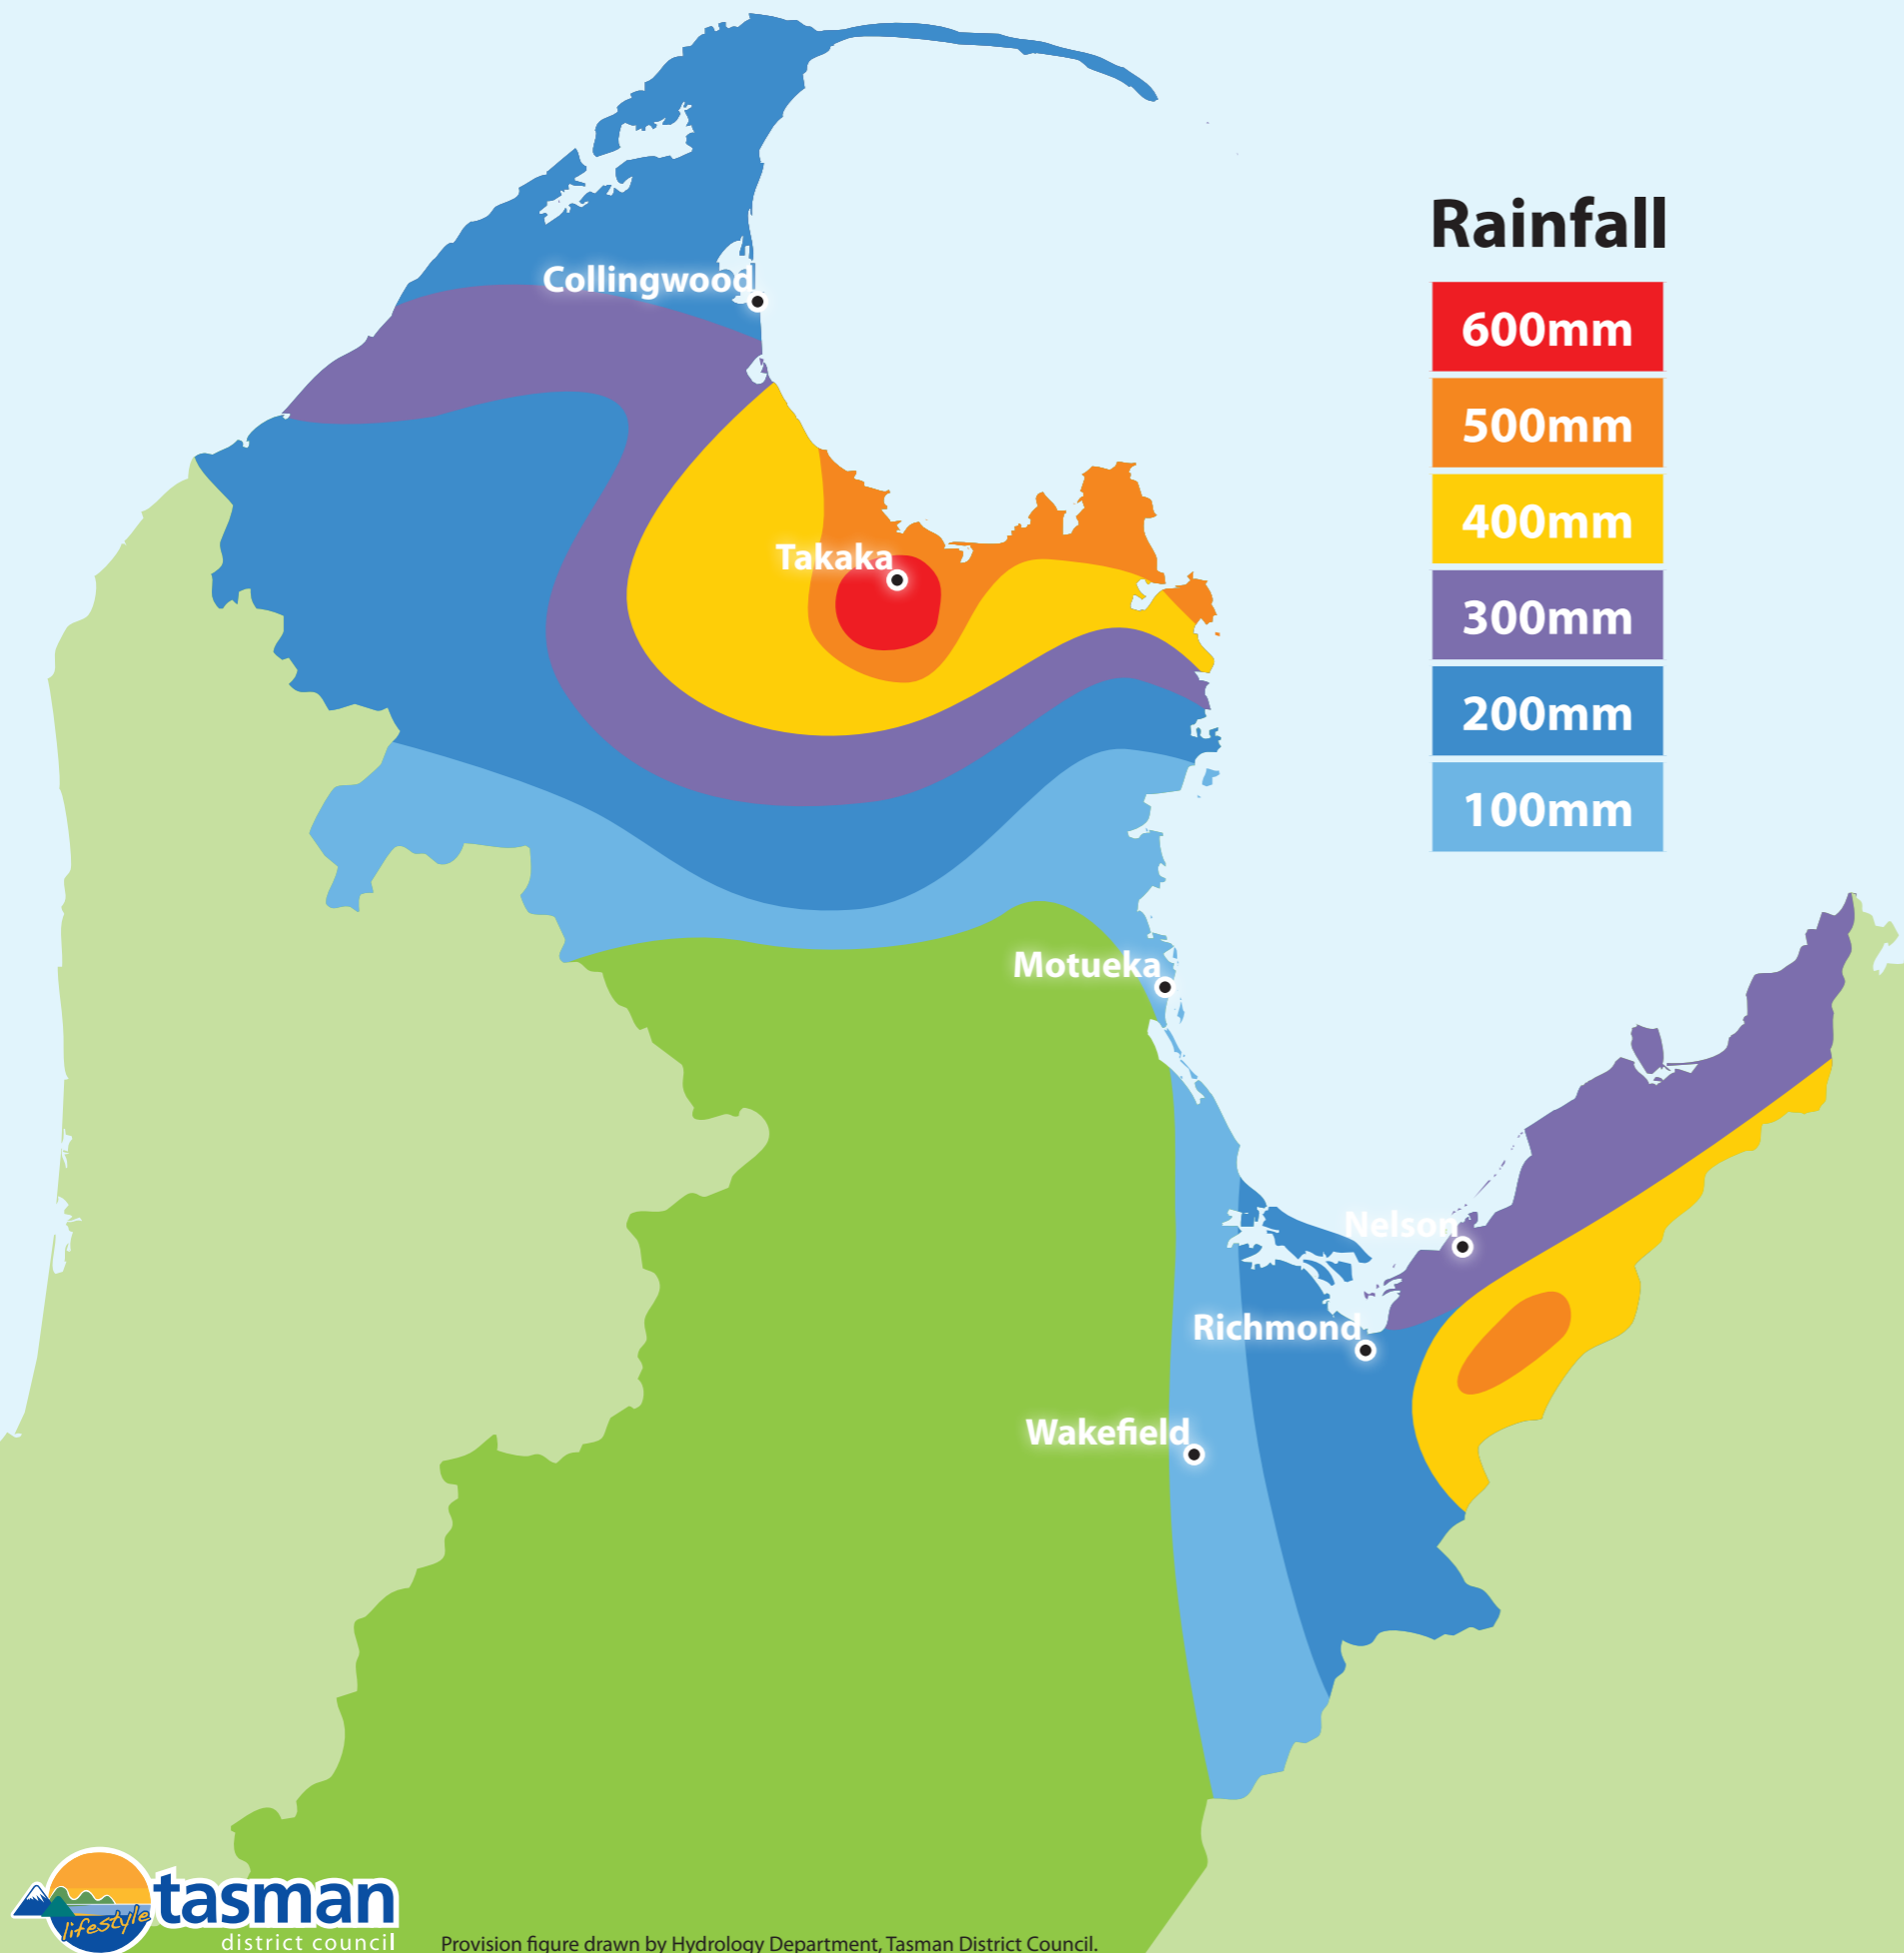 Rainfall
600mm
500mm
400mm
300mm
200mm
100mm
Collingwood
Takaka
Motueka
Nelson
Richmond
Wakefield
lifestyle
tasman
district council
Provision figure drawn by Hydrology Department, Tasman District Council.